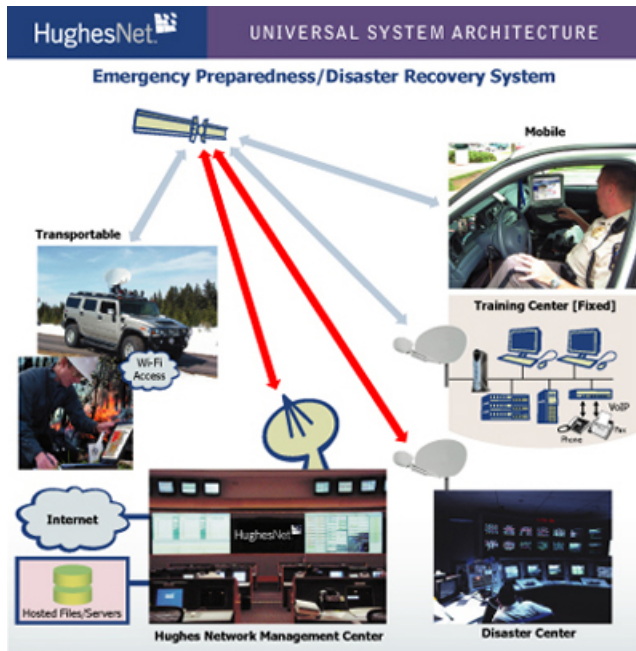 HughesNet.
UNIVERSAL SYSTEM ARCHITECTURE
Emergency Preparedness/Disaster Recovery System
Mobile
Transportable
Training Center [Fixed]
Wi-Fi
Access
VoIP
Phone
Fax
Internet
HughesNet
Hosted Files/Servers
Hughes Network Management Center
Disaster Center